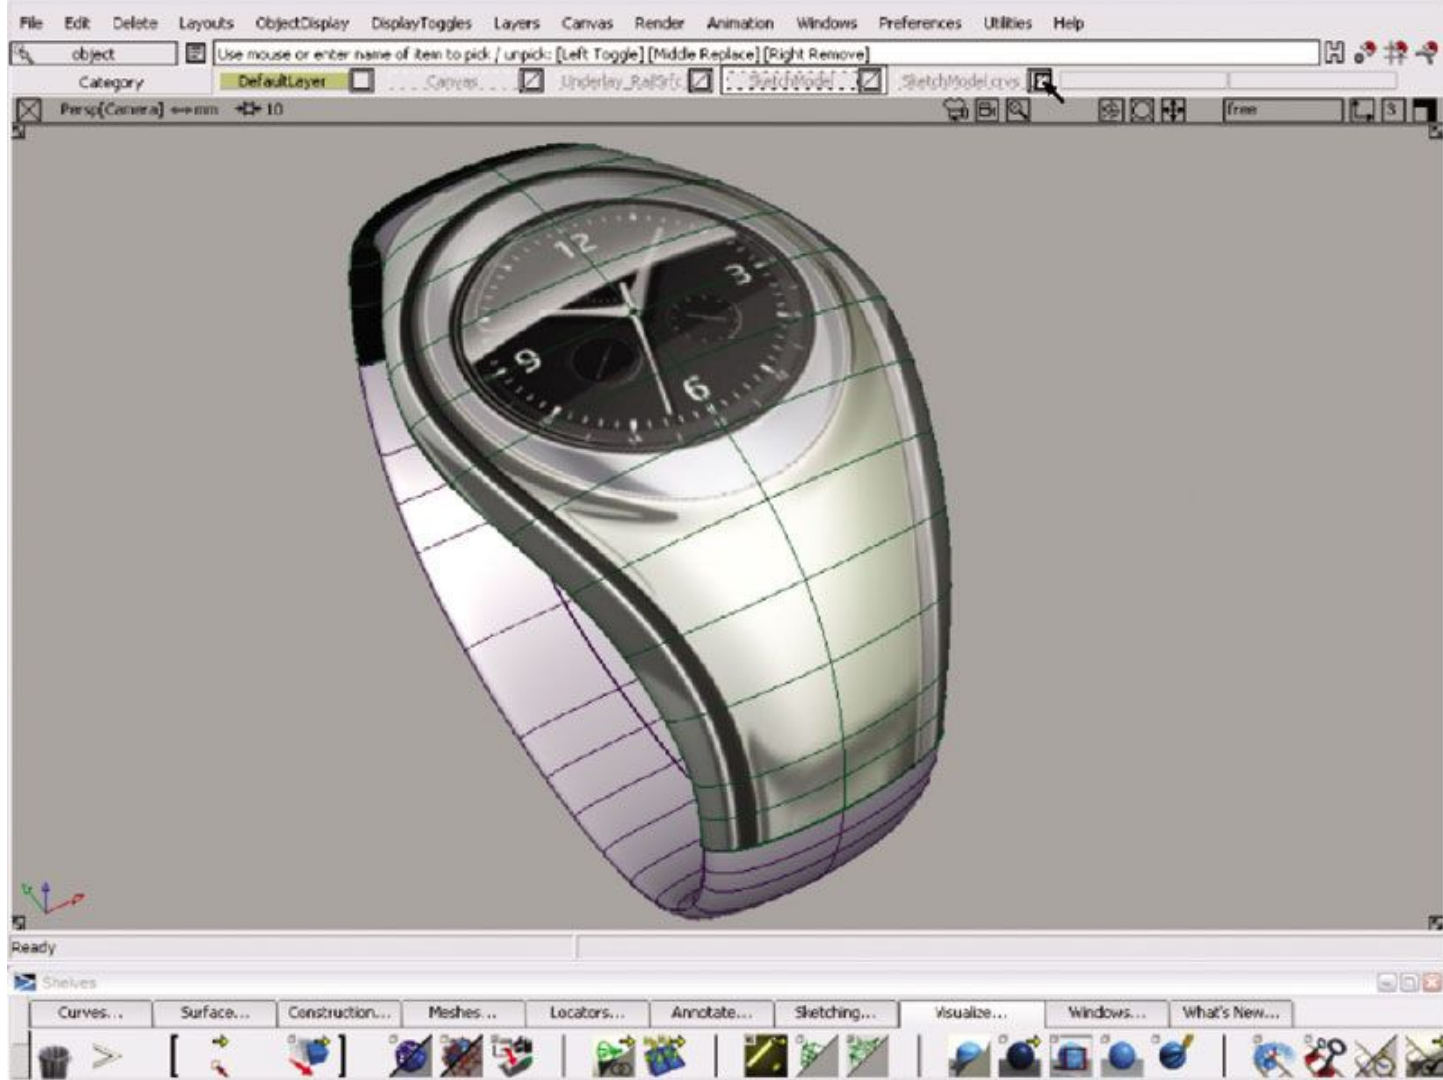 File Edit Delete Layouts ObjectDisplay DisplayToggles Layers Canvas Render Animation Windows Preferences Utilities Help
object Use mouse or enter name of item to pick / unpick: [Left Toggle] [Middle Replace] [Right Remove]
Category DefaultLayer Canvas Underlay_RailSrfc SketchModel SketchModel crvs
Persp[Camera] mm 10 free 3
12
3
9
6
Ready
Shelves
Curves... Surface... Construction... Meshes... Locators... Annotate... Sketching... Visualize... Windows... What's New...